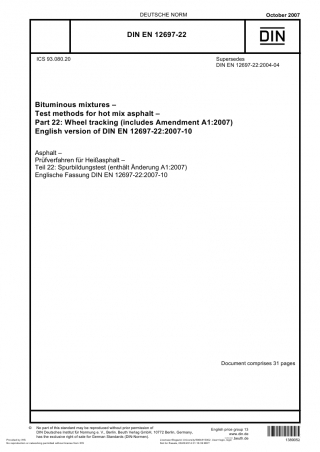 DEUTSCHE NORM
October 2007
DIN EN 12697-22
DIN
ICS 93.080.20
Supersedes
DIN EN 12697-22:2004-04
Bituminous mixtures –
Test methods for hot mix asphalt –
Part 22: Wheel tracking (includes Amendment A1:2007)
English version of DIN EN 12697-22:2007-10
Asphalt –
Prüfverfahren für Heißasphalt –
Teil 22: Spurbildungstest (enthält Änderung A1:2007)
Englische Fassung DIN EN 12697-22:2007-10
Document comprises 31 pages
© No part of this standard may be reproduced without prior permission of
DIN Deutsches Institut für Normung e. V., Berlin. Beuth Verlag GmbH, 10772 Berlin, Germany,
has the exclusive right of sale for German Standards (DIN-Normen).
English price group 13
www.din.de
www.beuth.de